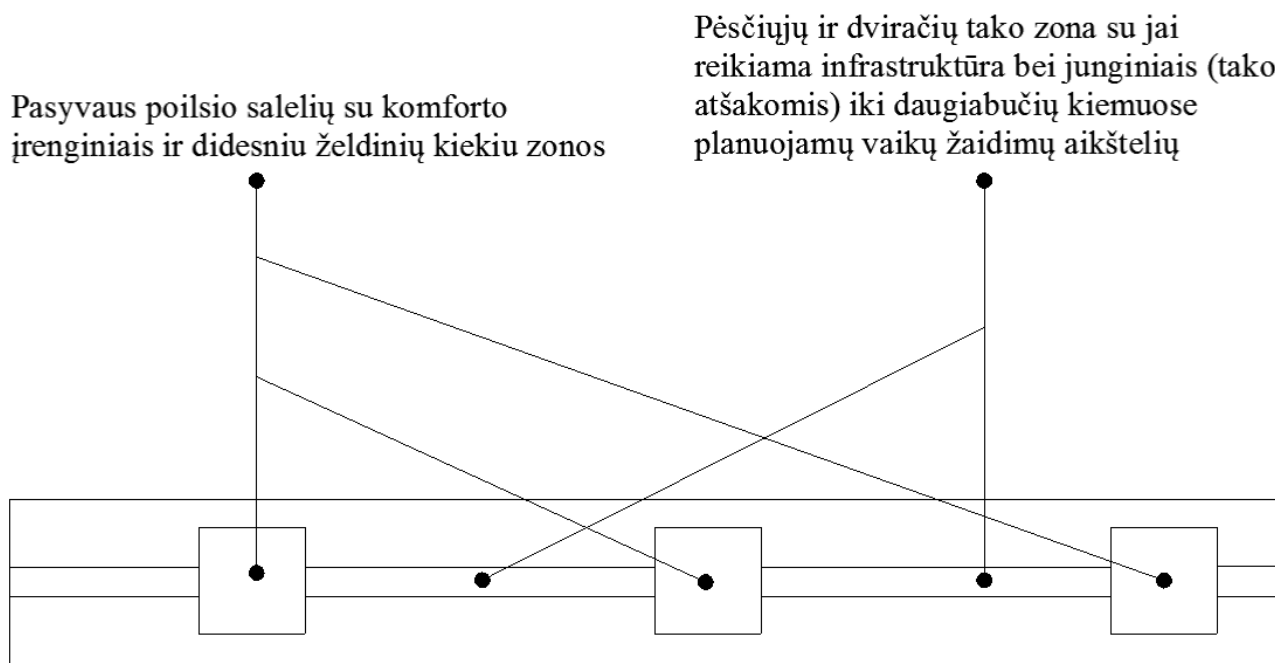 Pasyvaus poilsio salelių su komforto
įrenginiais ir didesniu želdinių kiekiu zonos
Pėsčiųjų ir dviračių tako zona su jai
reikiama infrastruktūra bei junginiais (tako
atšakomis) iki daugiabučių kiemuose
planuojamų vaikų žaidimų aikštelių